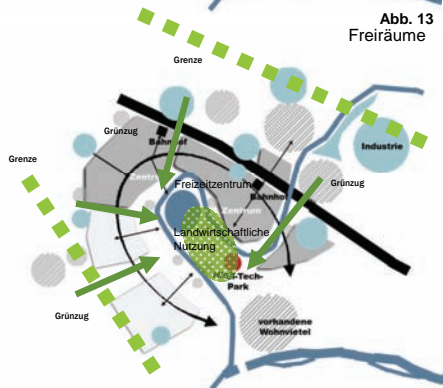 Abb. 13
Freiräume
Grenze
Grünzug
Bahnhof
Industrie
Grenze
Zentrum
Freizeitzentrum
Grünzug
Bahnhof
Zentrum
Landwirtschaftliche
Nutzung
-Tech-
Park
Grünzug
vorhandene
Wohnvietel